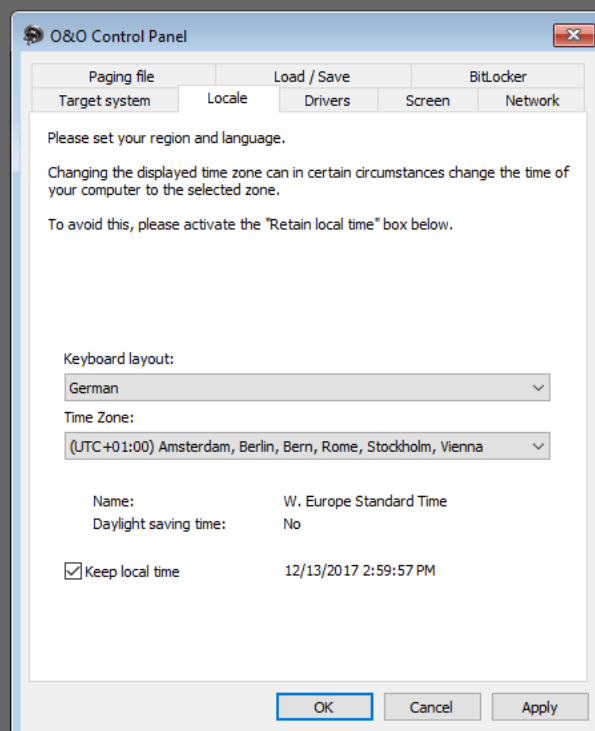 O&O Control Panel
Paging file Load / Save BitLocker
Target system Locale Drivers Screen Network
Please set your region and language.
Changing the displayed time zone can in certain circumstances change the time of
your computer to the selected zone.
To avoid this, please activate the "Retain local time" box below.
Keyboard layout:
German
Time Zone:
(UTC+01:00) Amsterdam, Berlin, Bern, Rome, Stockholm, Vienna
Name: W. Europe Standard Time
Daylight saving time: No
Keep local time 12/13/2017 2:59:57 PM
OK Cancel Apply